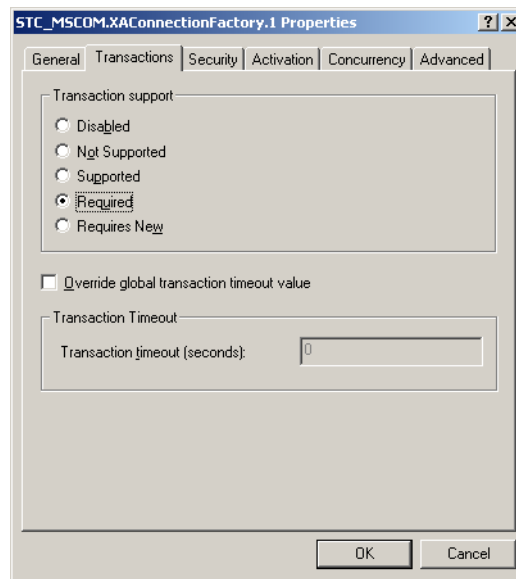 STC_MSCOM.XAConnectionFactory.1 Properties
General Transactions Security Activation Concurrency Advanced
Transaction support
Disabled
Not Supported
Supported
Required
Requires New
Override global transaction timeout value
Transaction Timeout
Transaction timeout (seconds): 0
OK Cancel